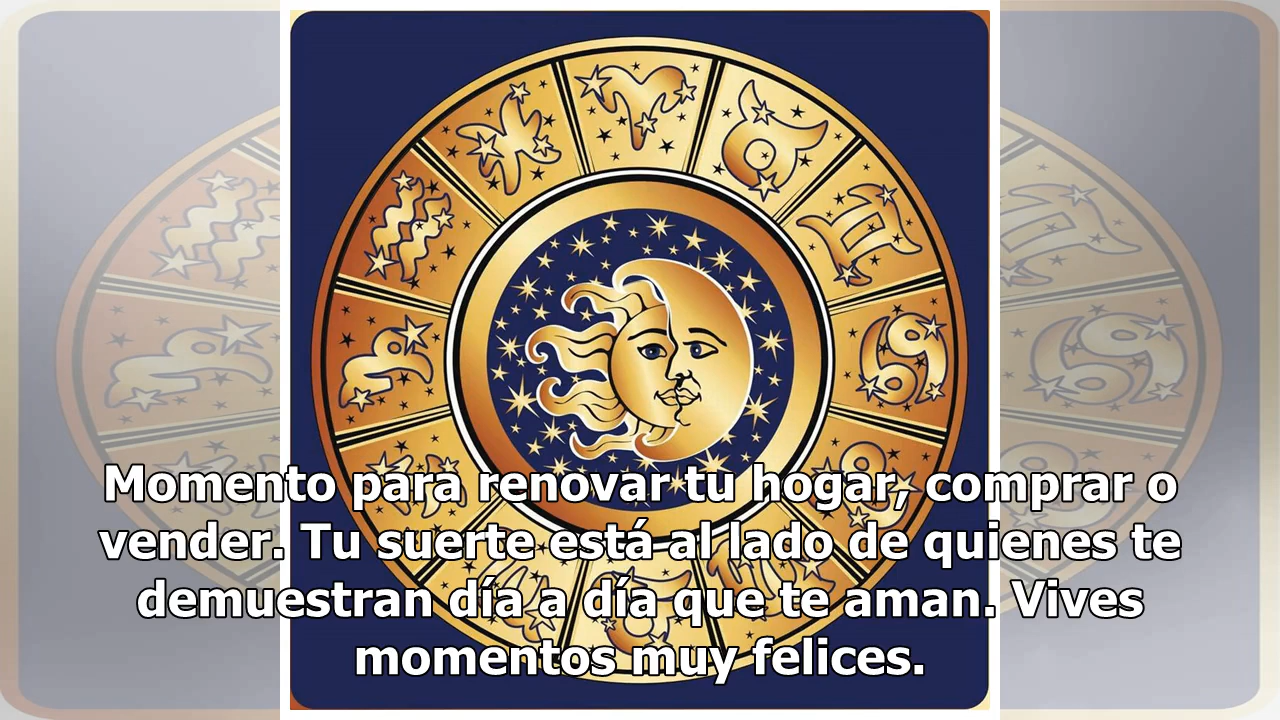 Momento para renovar tu hogar, comprar o
vender. Tu suerte está al lado de quienes te
demuestran día a día que te aman. Vives
momentos muy felices.